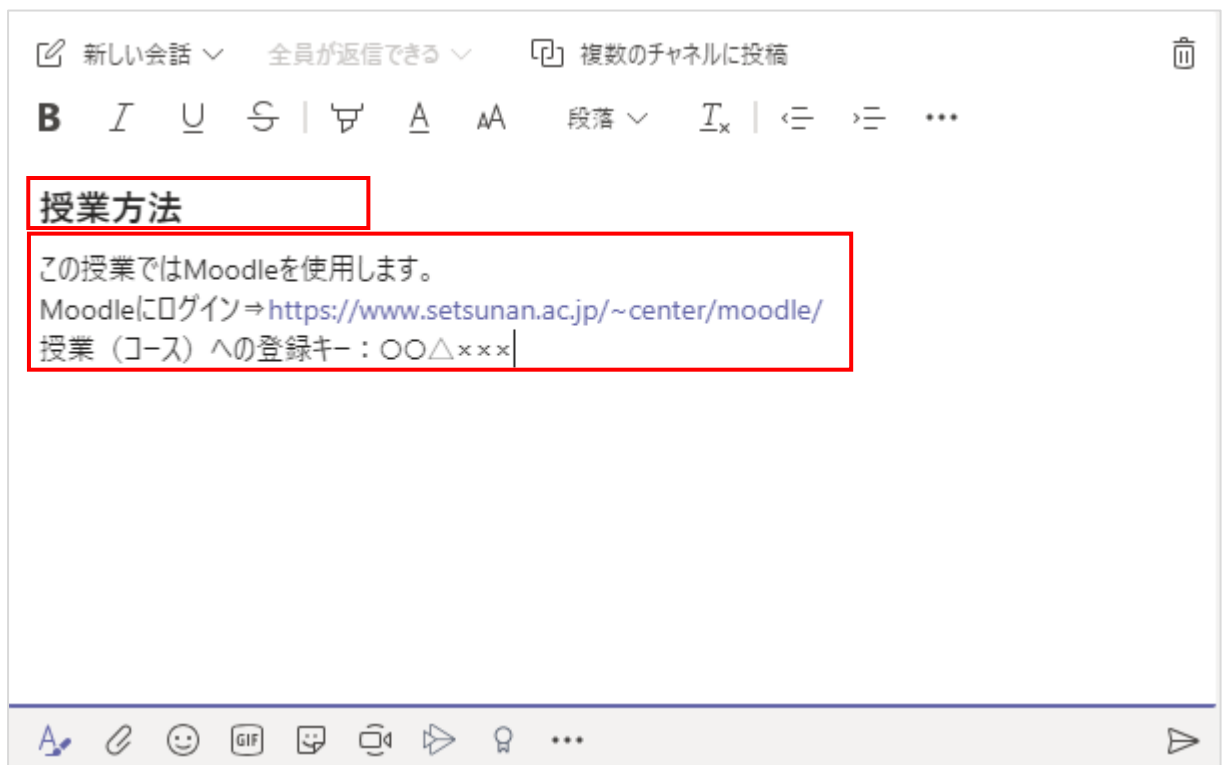 新しい会話 全員が返信できる 複数のチャネルに投稿
B I U S A AA 段落 Tx
授業方法
この授業ではMoodleを使用します。
Moodleにログイン⇒https://www.setsunan.ac.jp/~center/moodle/
授業（コース）への登録キー：〇〇△×××
A GIF